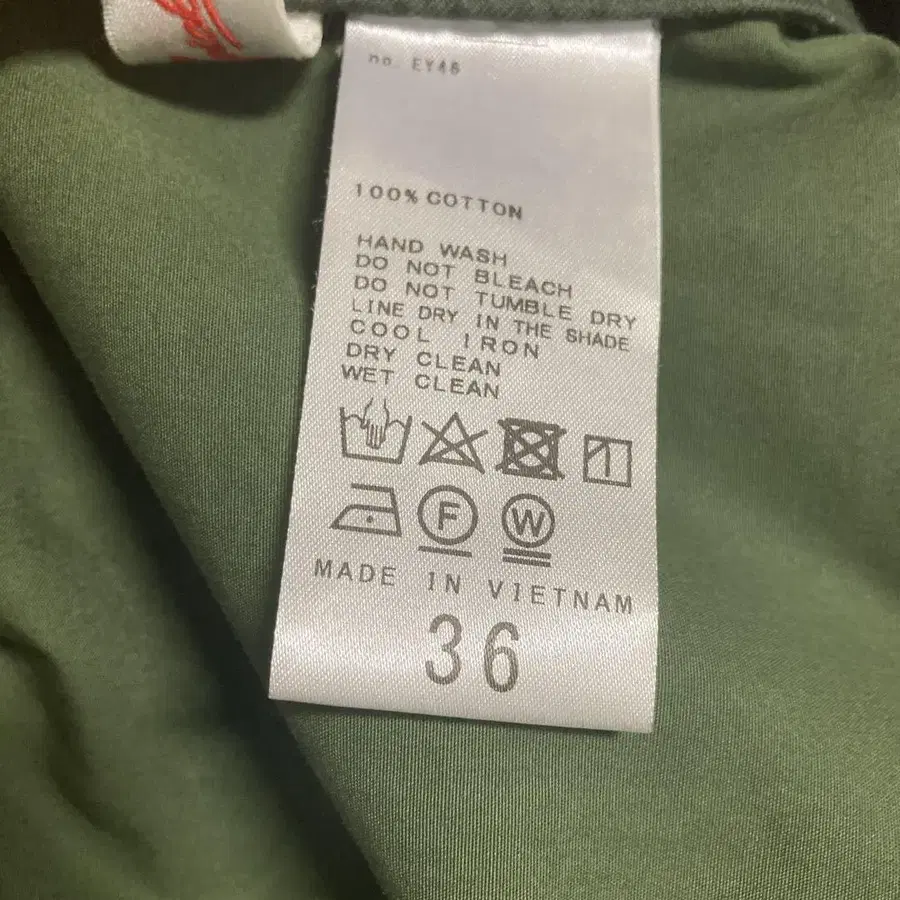 no. EY46
100% COTTON
HAND WASH
DO NOT BLEACH
DO NOT TUMBLE DRY
LINE DRY IN THE SHADE
COOL IRON
DRY CLEAN
WET CLEAN
F W
MADE IN VIETNAM
36